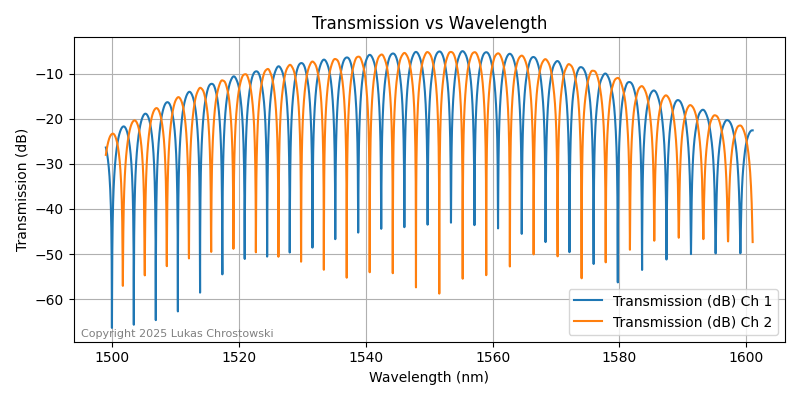 Transmission vs Wavelength
Transmission (dB)
−10
−20
−30
−40
−50
−60
Transmission (dB) Ch 1
Transmission (dB) Ch 2
Copyright 2025 Lukas Chrostowski
1500
1520
1540
1560
1580
1600
Wavelength (nm)